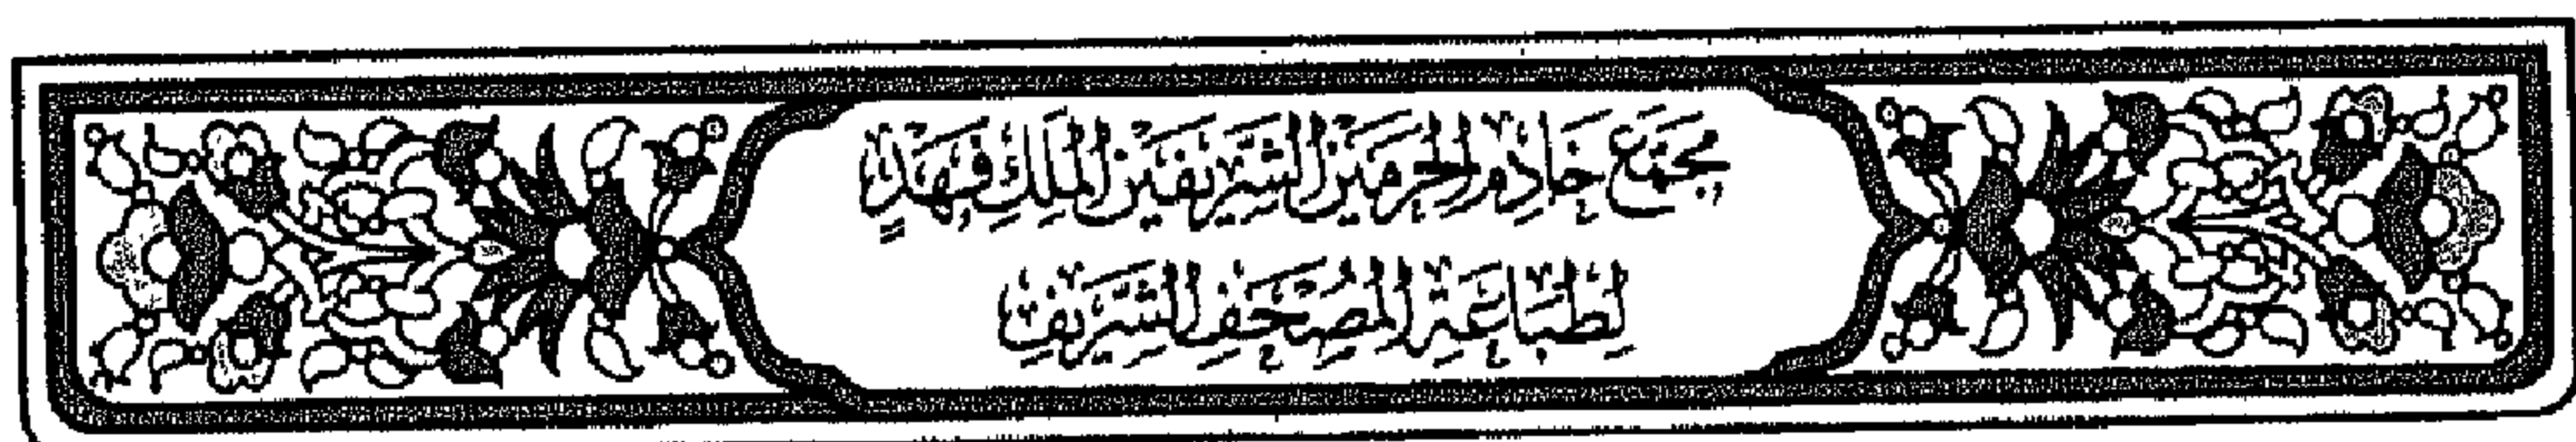 مجمع خادم الحرمين الشريفين الملك فهد
لطباعة المصحف الشريف